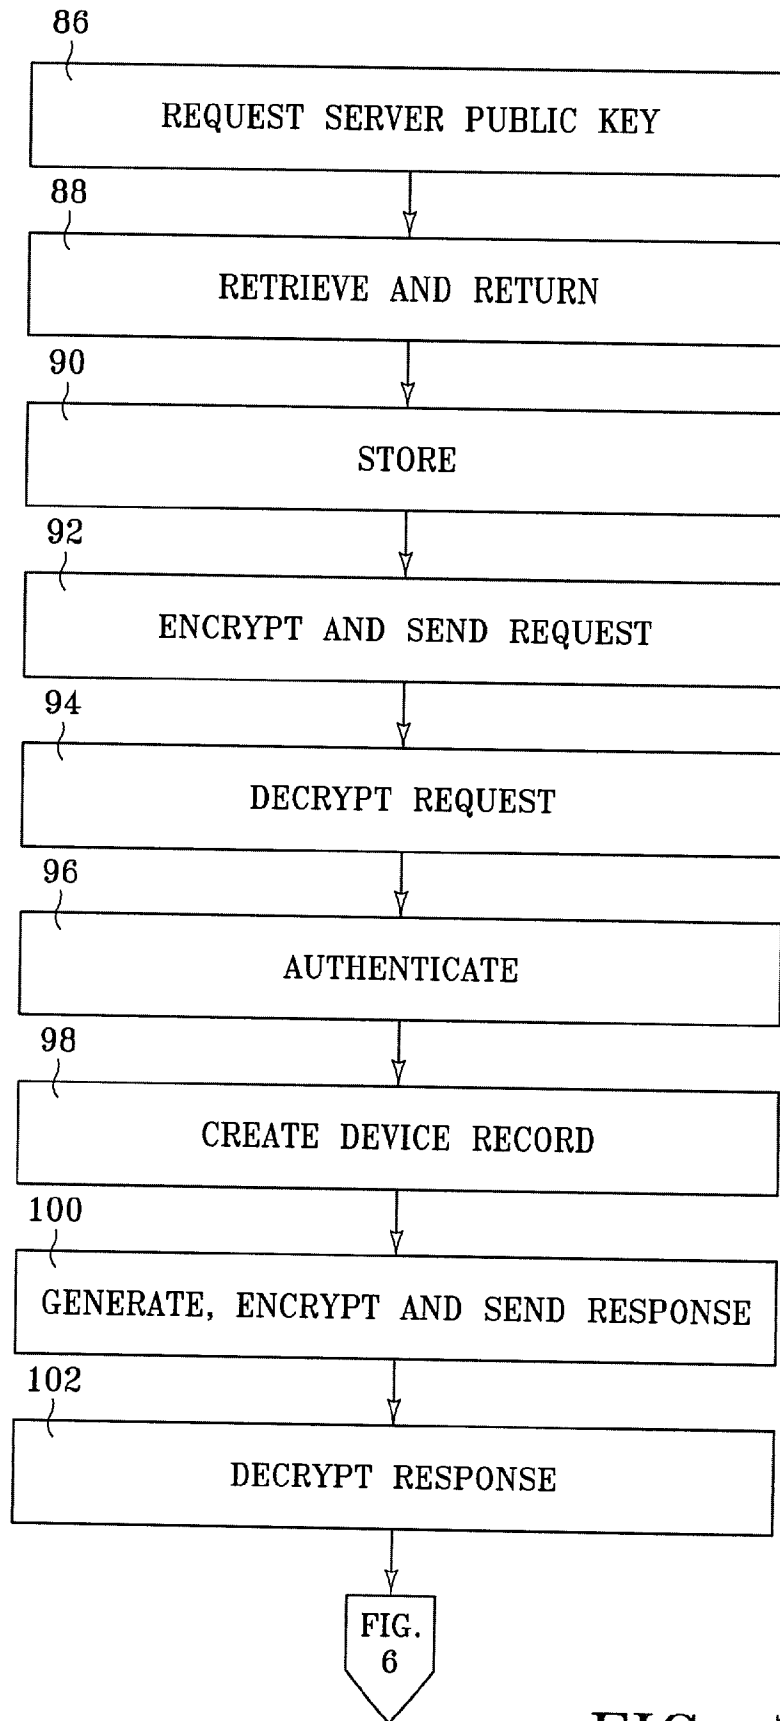 86
REQUEST SERVER PUBLIC KEY
88
RETRIEVE AND RETURN
90
STORE
92
ENCRYPT AND SEND REQUEST
94
DECRYPT REQUEST
96
AUTHENTICATE
98
CREATE DEVICE RECORD
100
GENERATE, ENCRYPT AND SEND RESPONSE
102
DECRYPT RESPONSE
FIG.
6
FIG.